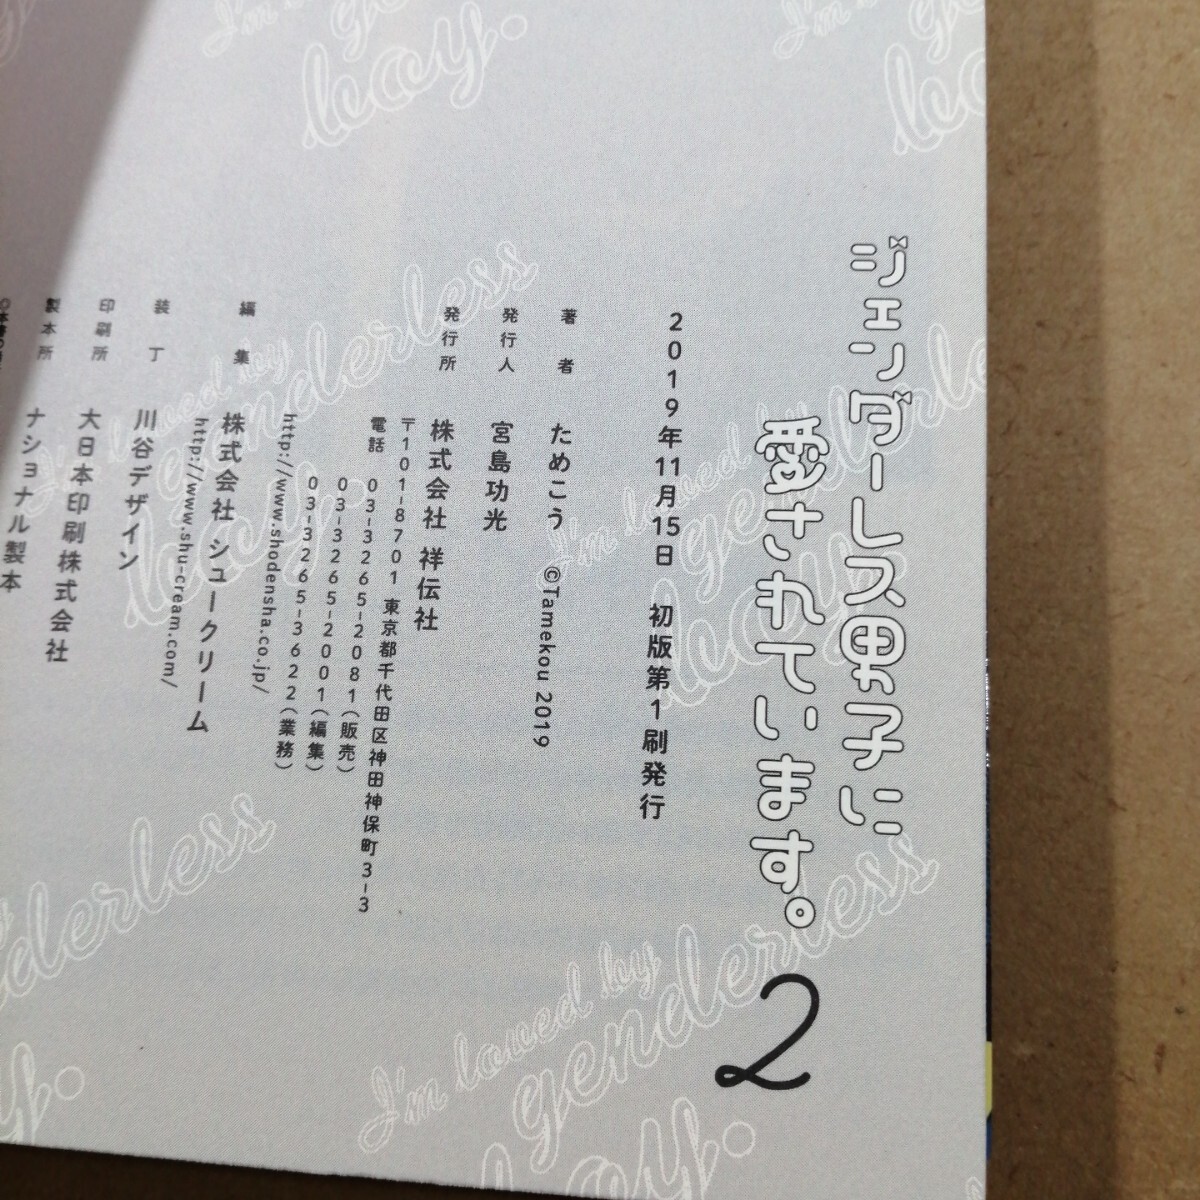 ジェンダーレス男子に
愛されています。
2
2019年11月15日 初版第1刷発行
著者 ためこう ©Tamekou 2019
発行人 宮島功光
発行所 株式会社 祥伝社
〒101-8701 東京都千代田区神田神保町3-3
電話 03-3265-2081(販売)
03-3265-2001(編集)
03-3265-3622(業務)
http://www.shodensha.co.jp/
編集 株式会社 シュークリーム
http://www.shu-cream.com/
装丁 川谷デザイン
印刷所 大日本印刷株式会社
製本所 ナショナル製本
I'm loved by
genderless
boy.